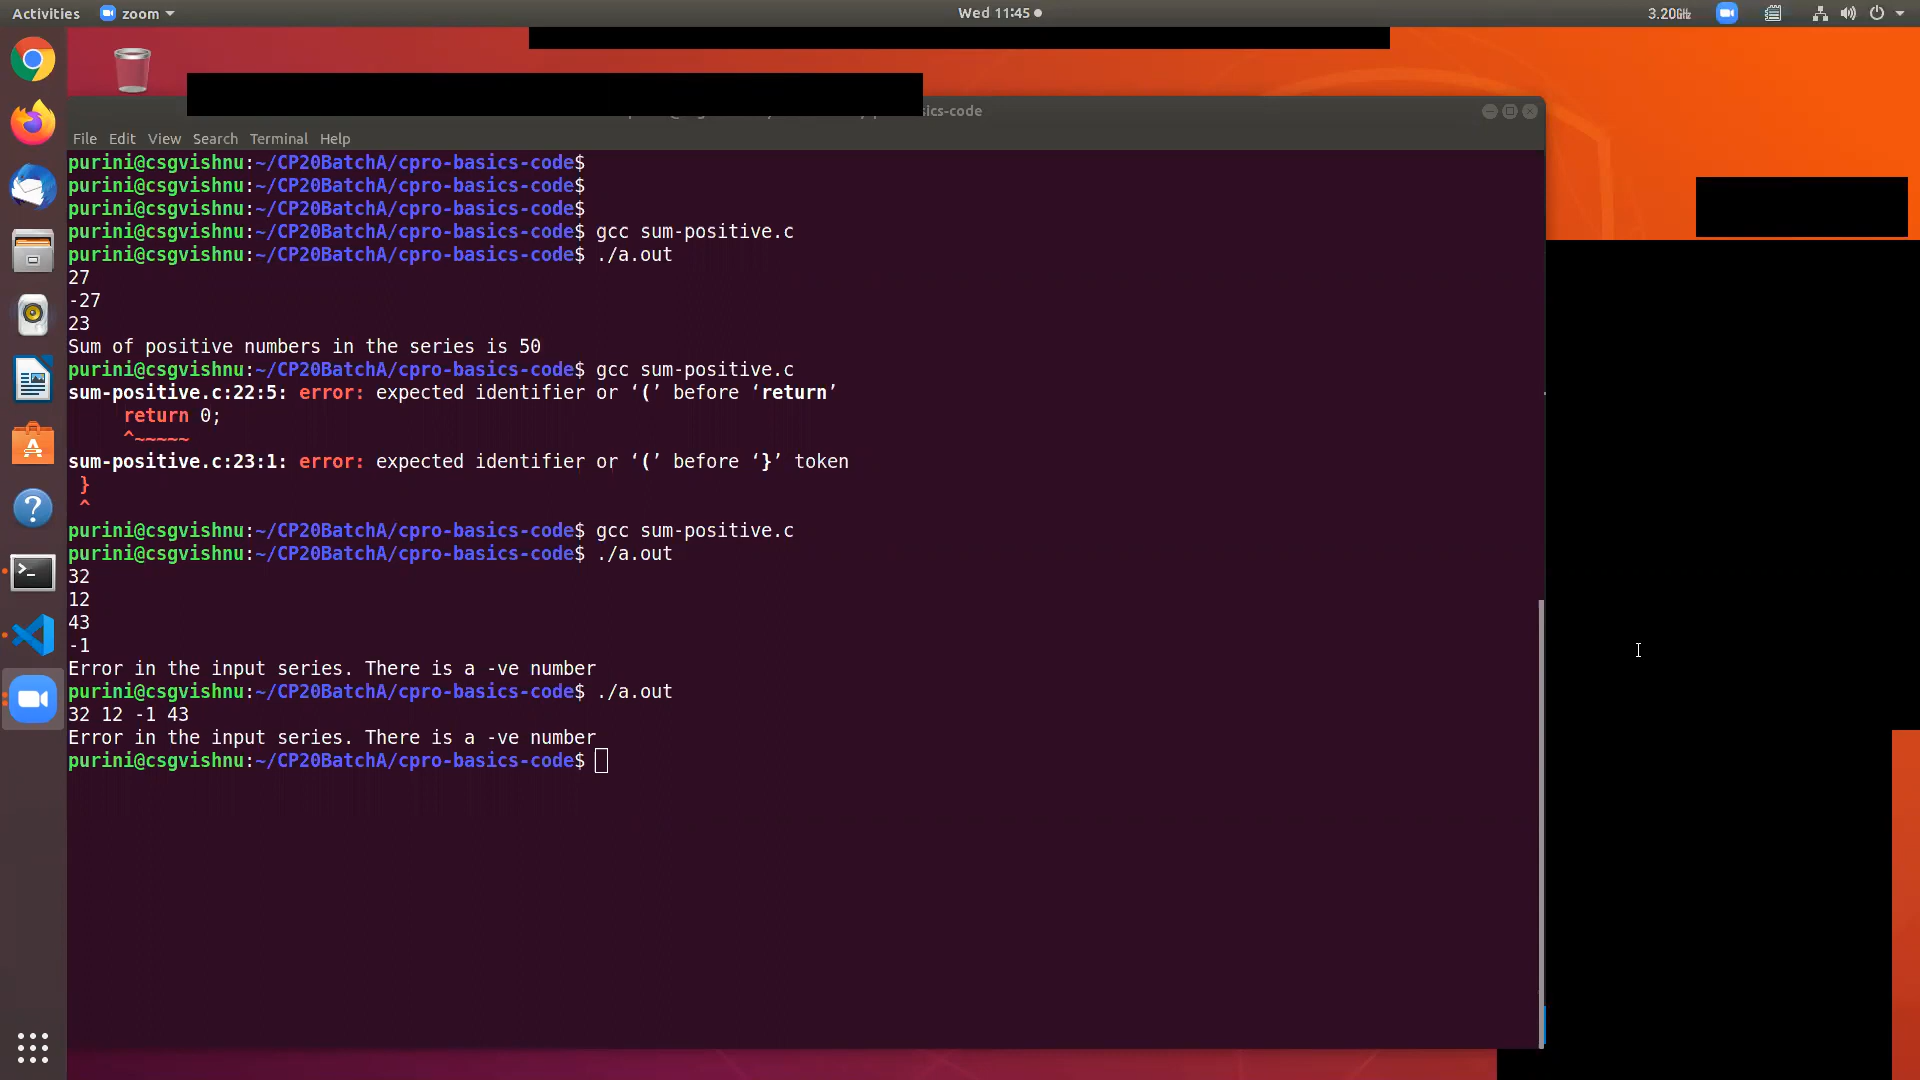 Activities zoom Wed 11:45 3.20GHz
ics-code
File Edit View Search Terminal Help
purini@csgvishnu:~/CP20BatchA/cpro-basics-code$
purini@csgvishnu:~/CP20BatchA/cpro-basics-code$
purini@csgvishnu:~/CP20BatchA/cpro-basics-code$
purini@csgvishnu:~/CP20BatchA/cpro-basics-code$ gcc sum-positive.c
purini@csgvishnu:~/CP20BatchA/cpro-basics-code$ ./a.out
27
-27
23
Sum of positive numbers in the series is 50
purini@csgvishnu:~/CP20BatchA/cpro-basics-code$ gcc sum-positive.c
sum-positive.c:22:5: error: expected identifier or ‘(’ before ‘return’
return 0;
^~~~~~
sum-positive.c:23:1: error: expected identifier or ‘(’ before ‘}’ token
}
^
purini@csgvishnu:~/CP20BatchA/cpro-basics-code$ gcc sum-positive.c
purini@csgvishnu:~/CP20BatchA/cpro-basics-code$ ./a.out
32
12
43
-1
Error in the input series. There is a -ve number
purini@csgvishnu:~/CP20BatchA/cpro-basics-code$ ./a.out
32 12 -1 43
Error in the input series. There is a -ve number
purini@csgvishnu:~/CP20BatchA/cpro-basics-code$